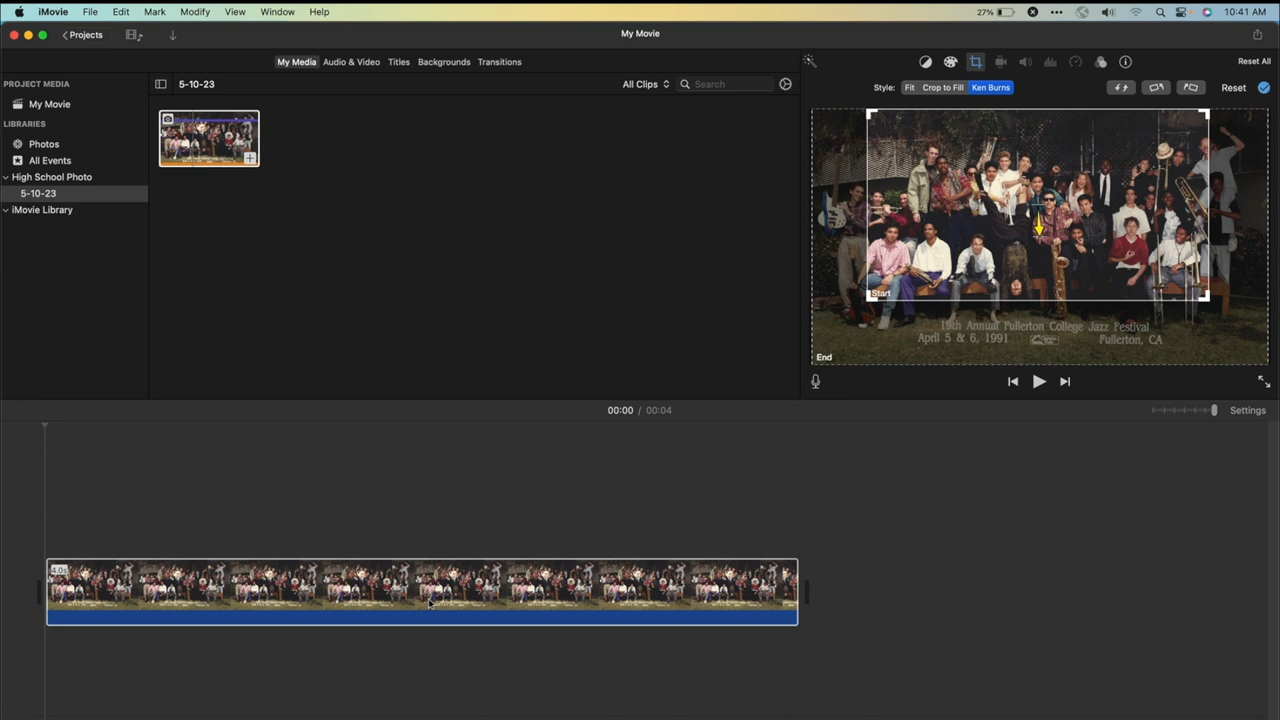 iMovie File Edit Mark Modify View Window Help 27% 10:41 AM
Projects My Movie
My Media Audio & Video Titles Backgrounds Transitions Reset All
PROJECT MEDIA 5-10-23 All Clips Search Style: Fit Crop to Fill Ken Burns Reset
My Movie
LIBRARIES
Photos
All Events
High School Photo
5-10-23
iMovie Library
Start
19th Annual Fullerton College Jazz Festival
April 5 & 6, 1991 Fullerton, CA
End
00:00 / 00:04 Settings
4.0s